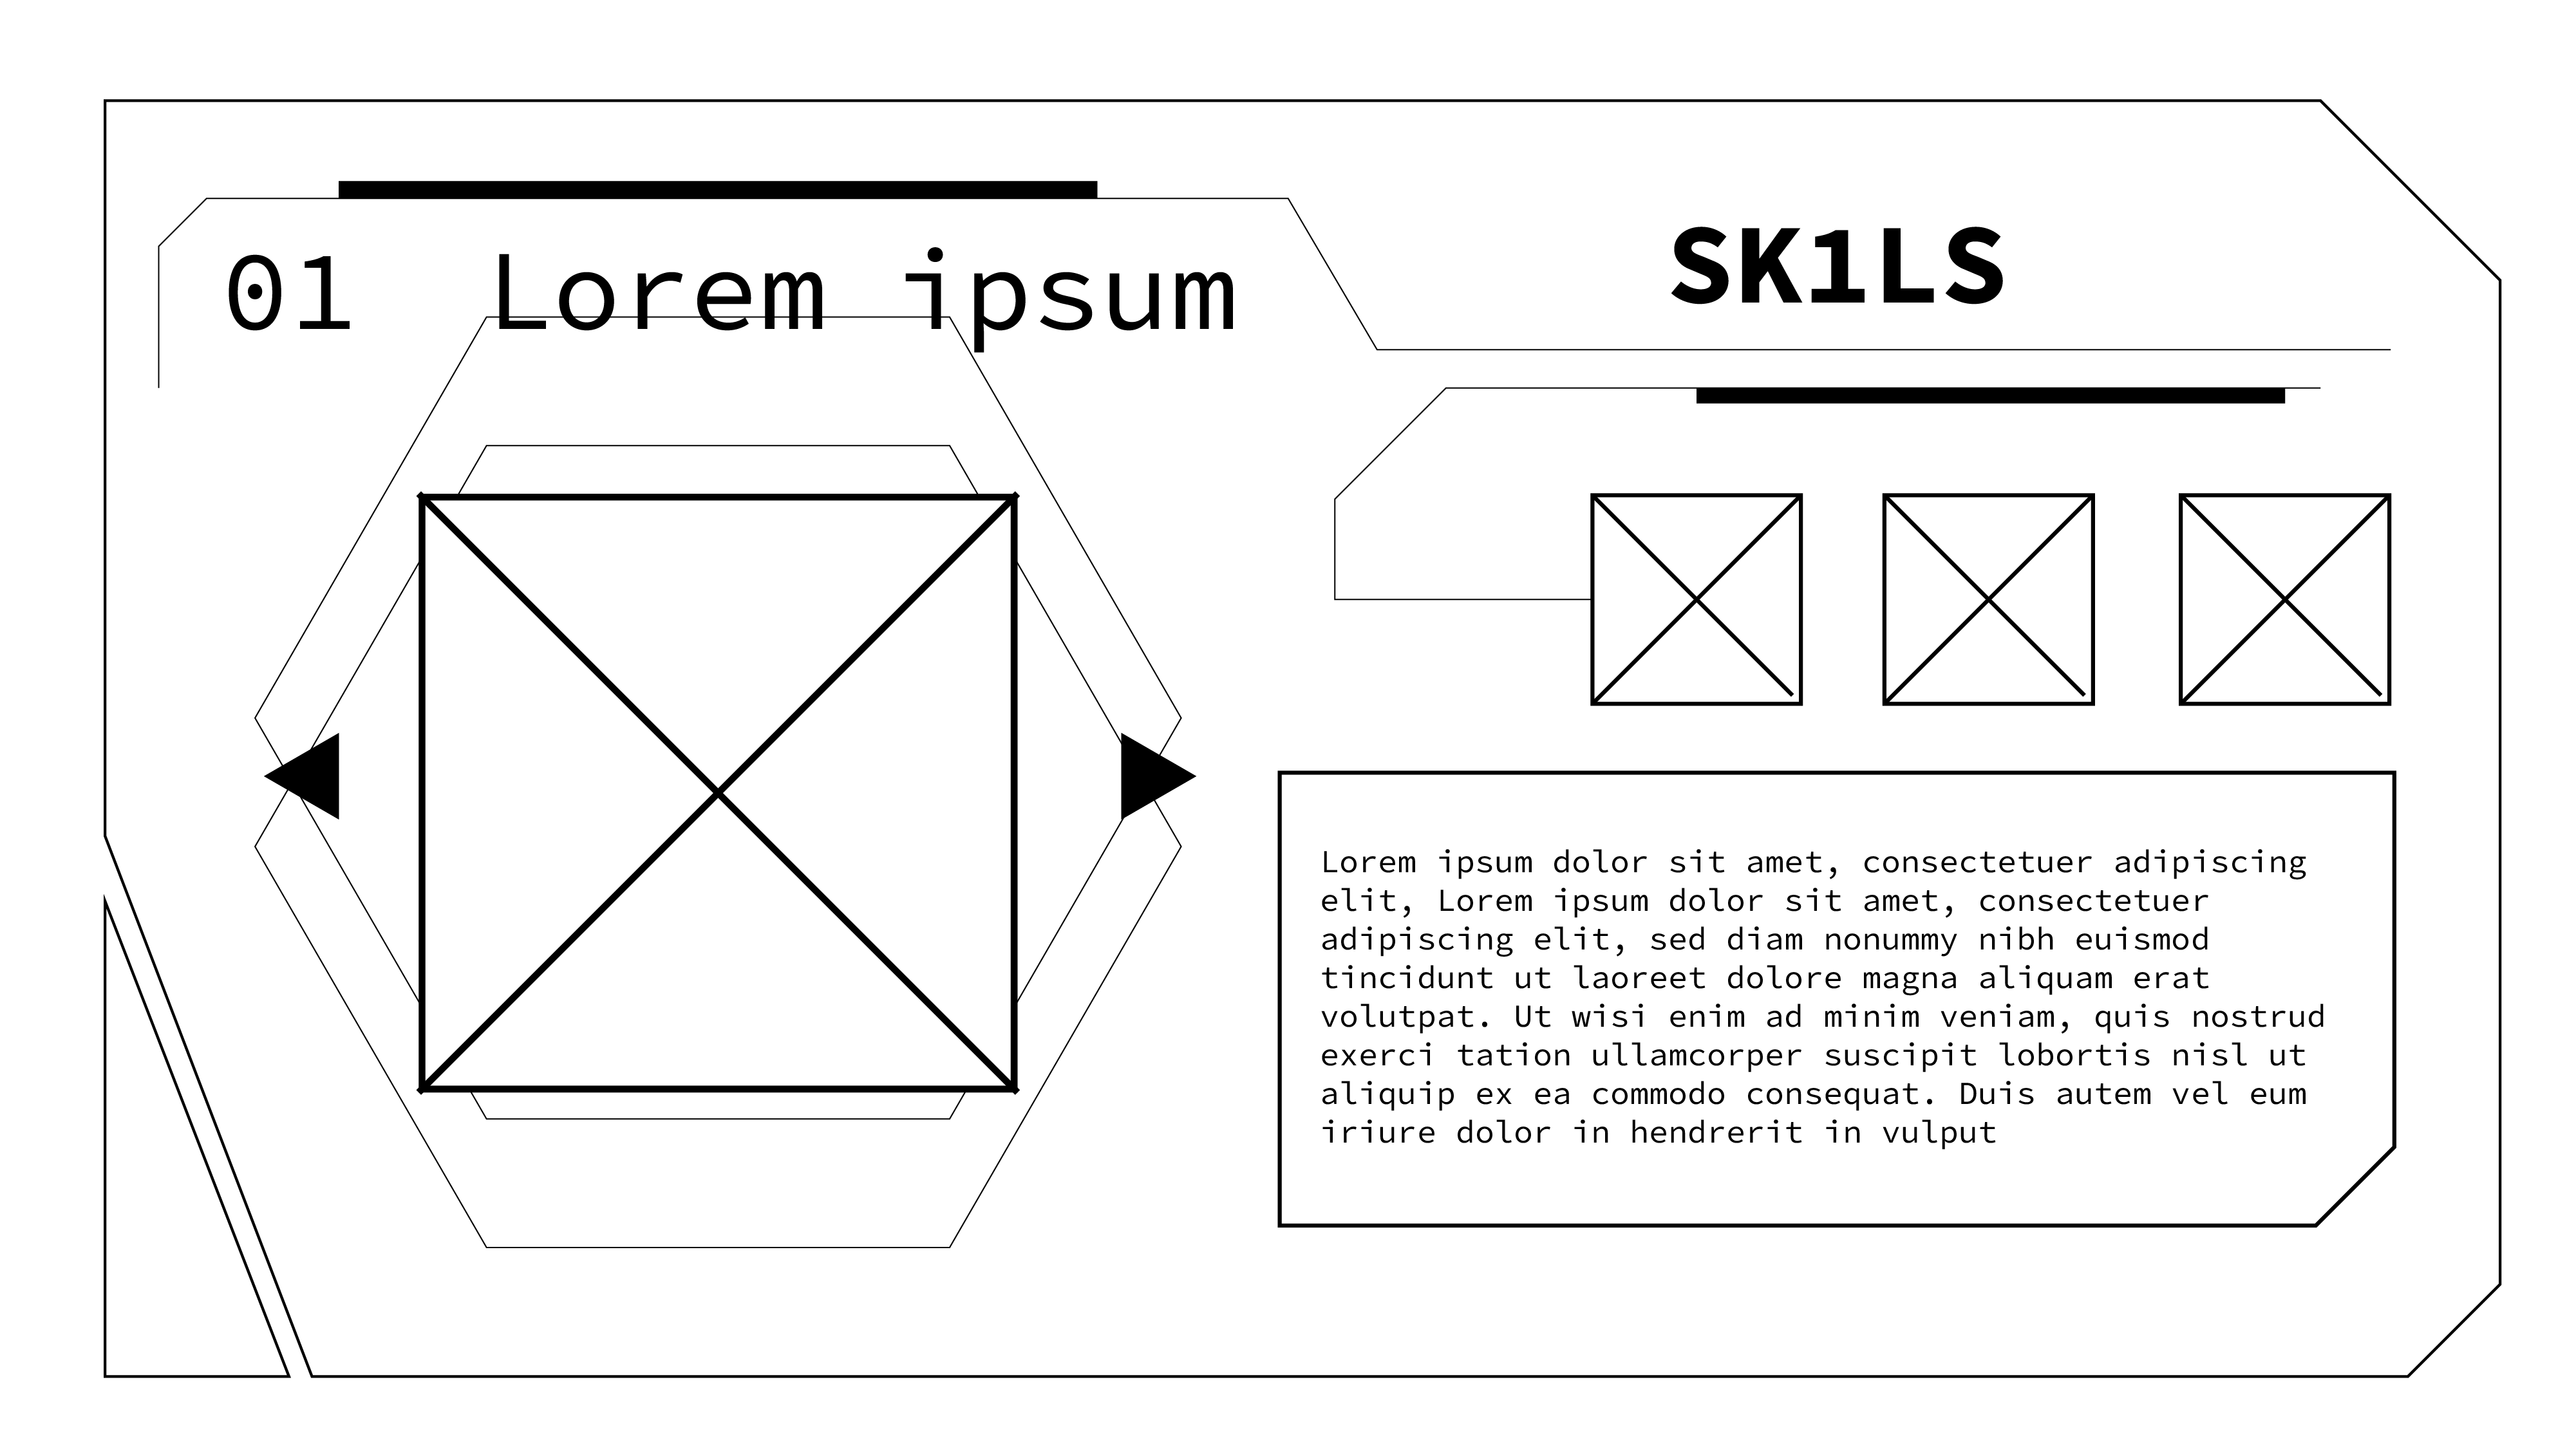 01 Lorem ipsum
SK1LS
Lorem ipsum dolor sit amet, consectetuer adipiscing
elit, Lorem ipsum dolor sit amet, consectetuer
adipiscing elit, sed diam nonummy nibh euismod
tincidunt ut laoreet dolore magna aliquam erat
volutpat. Ut wisi enim ad minim veniam, quis nostrud
exerci tation ullamcorper suscipit lobortis nisl ut
aliquip ex ea commodo consequat. Duis autem vel eum
iriure dolor in hendrerit in vulput